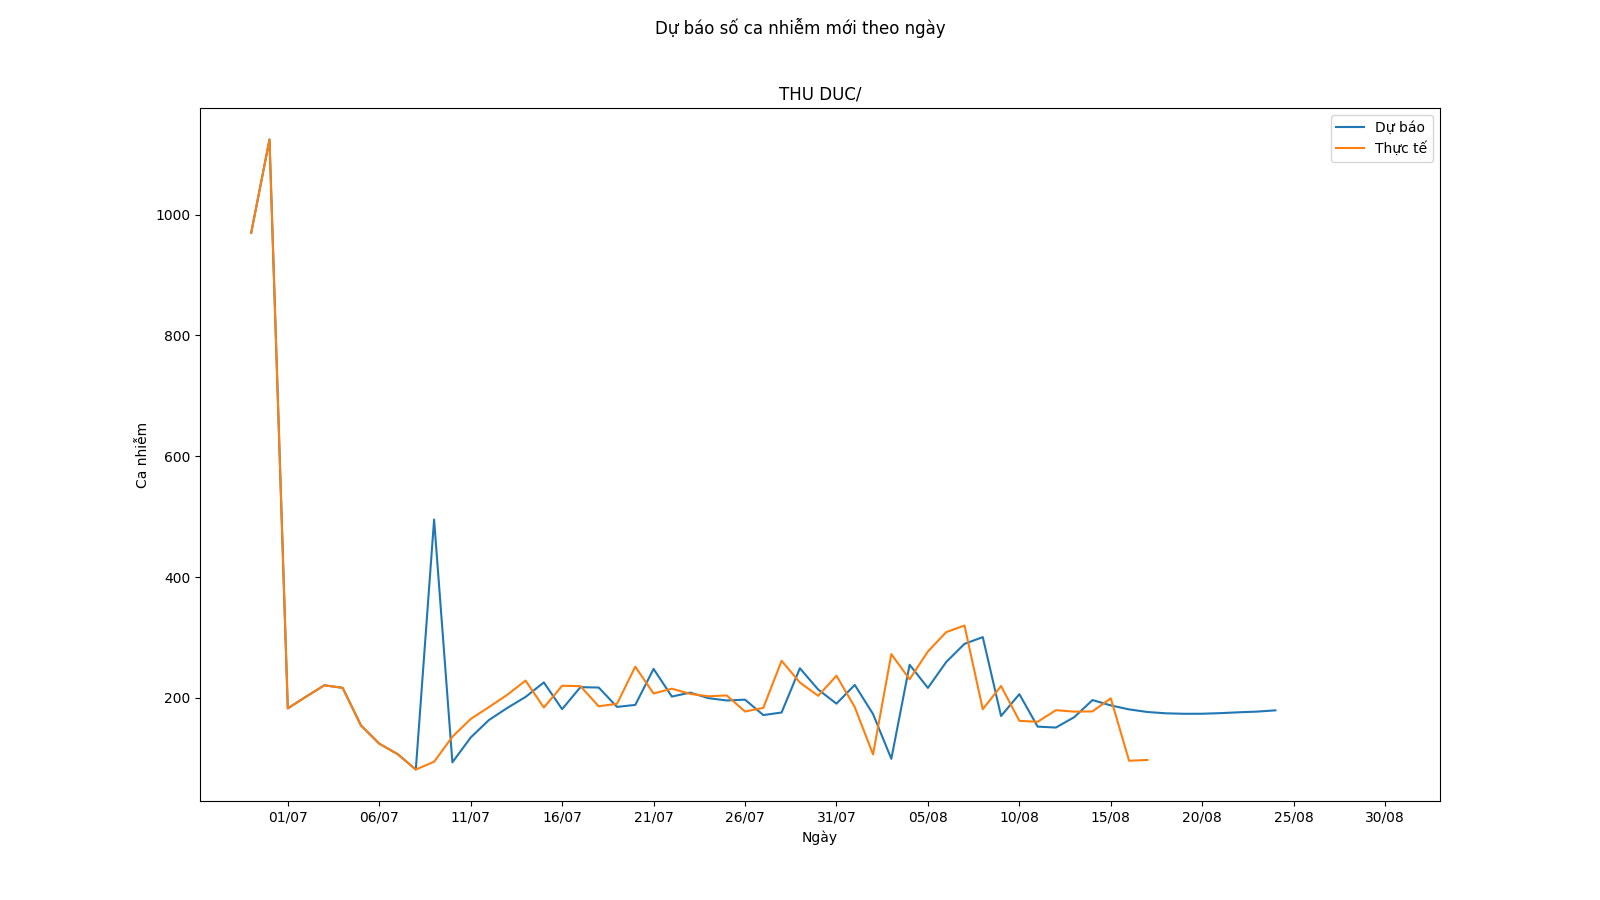 Dự báo số ca nhiễm mới theo ngày
THU DUC/
Dự báo
Thực tế
1000
800
600
400
200
Ca nhiễm
01/07 06/07 11/07 16/07 21/07 26/07 31/07 05/08 10/08 15/08 20/08 25/08 30/08
Ngày